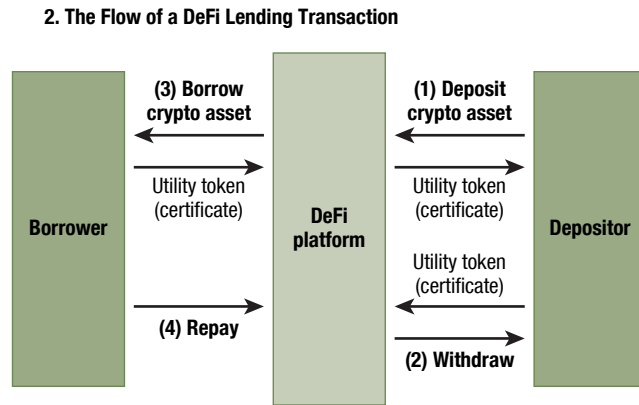 2. The Flow of a DeFi Lending Transaction
(3) Borrow
crypto asset
(1) Deposit
crypto asset
Utility token
(certificate)
Utility token
(certificate)
Borrower
DeFi
platform
Depositor
Utility token
(certificate)
(4) Repay
(2) Withdraw